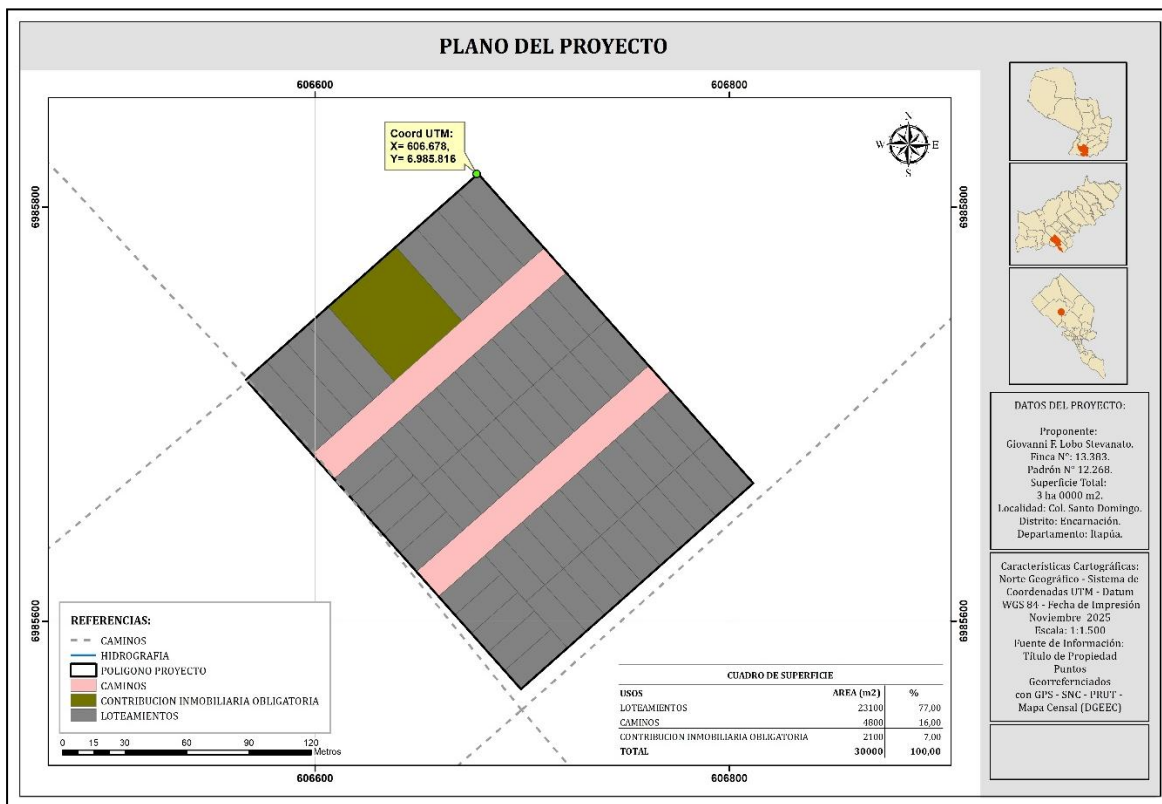 PLANO DEL PROYECTO
606600
606800
Coord UTM:
X= 606.678,
Y= 6.985.816
N
W
E
S
6985800
6985800
6985600
6985600
REFERENCIAS:
CAMINOS
HIDROGRAFIA
POLIGONO PROYECTO
CAMINOS
CONTRIBUCION INMOBILIARIA OBLIGATORIA
LOTEAMIENTOS
0 15 30 60 90 120
Metros
CUADRO DE SUPERFICIE
USOS AREA (m2) %
LOTEAMIENTOS 23100 77,00
CAMINOS 4800 16,00
CONTRIBUCION INMOBILIARIA OBLIGATORIA 2100 7,00
TOTAL 30000 100,00
606600
606800
DATOS DEL PROYECTO:
Proponente:
Giovanni F. Lobo Stevanato.
Finca N°: 13.383.
Padrón N° 12.268.
Superficie Total:
3 ha 0000 m2.
Localidad: Col. Santo Domingo.
Distrito: Encarnación.
Departamento: Itapúa.
Características Cartográficas:
Norte Geográfico - Sistema de
Coordenadas UTM - Datum
WGS 84 - Fecha de Impresión
Noviembre 2025
Escala: 1:1.500
Fuente de Información:
Título de Propiedad
Puntos
Georrefernciados
con GPS - SNC - PRUT -
Mapa Censal (DGEEC)